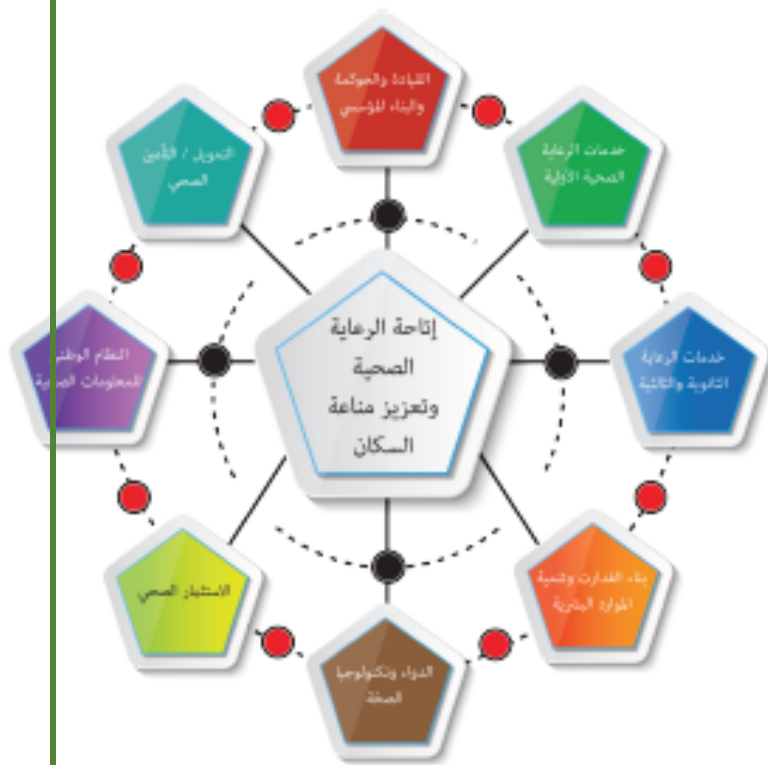 القيادة والحوكمة
والبناء المؤسسي
خدمات الرعاية
الصحية الأولية
خدمات الرعاية
الثانوية والثالثية
بناء القدارت وتنمية
الموارد البشرية
الدواء وتكنولوجيا
الصحة
الاستثمار الصحي
النظام الوطني
للمعلومات الصحية
التمويل / التأمين
الصحي
إتاحة الرعاية
الصحية
وتعزيز مناعة
السكان